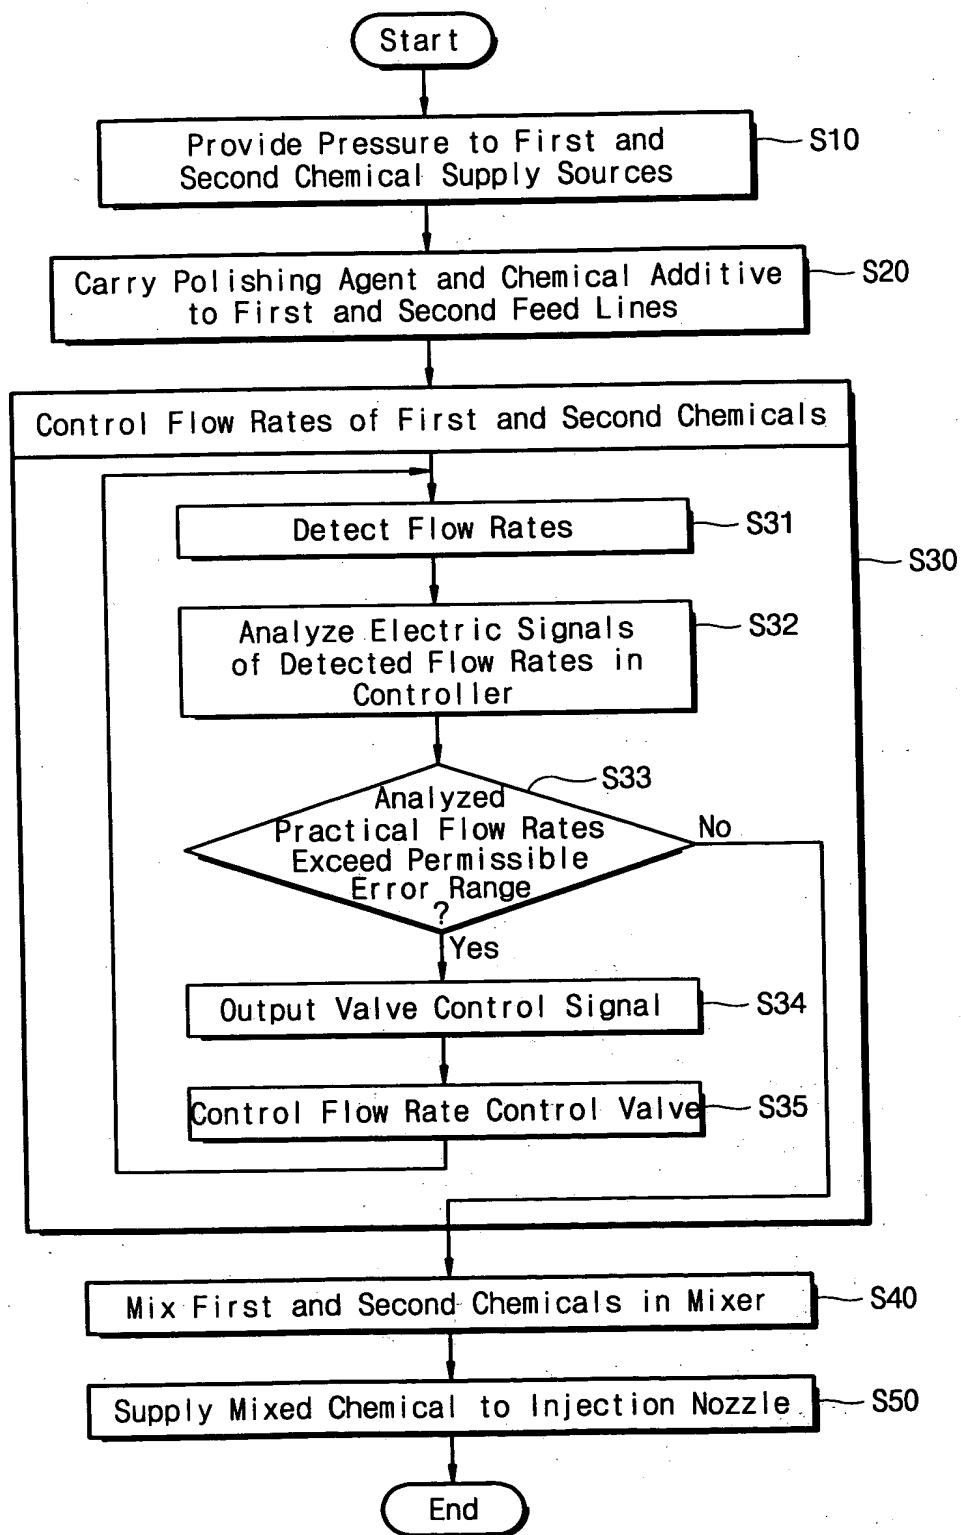 Start
Provide Pressure to First and
Second Chemical Supply Sources
S10
Carry Polishing Agent and Chemical Additive
to First and Second Feed Lines
S20
Control Flow Rates of First and Second Chemicals
S30
Detect Flow Rates
S31
Analyze Electric Signals
of Detected Flow Rates in
Controller
S32
S33
Analyzed
Practical Flow Rates
Exceed Permissible
Error Range
?
No
Yes
Output Valve Control Signal
S34
Control Flow Rate Control Valve
S35
Mix First and Second Chemicals in Mixer
S40
Supply Mixed Chemical to Injection Nozzle
S50
End